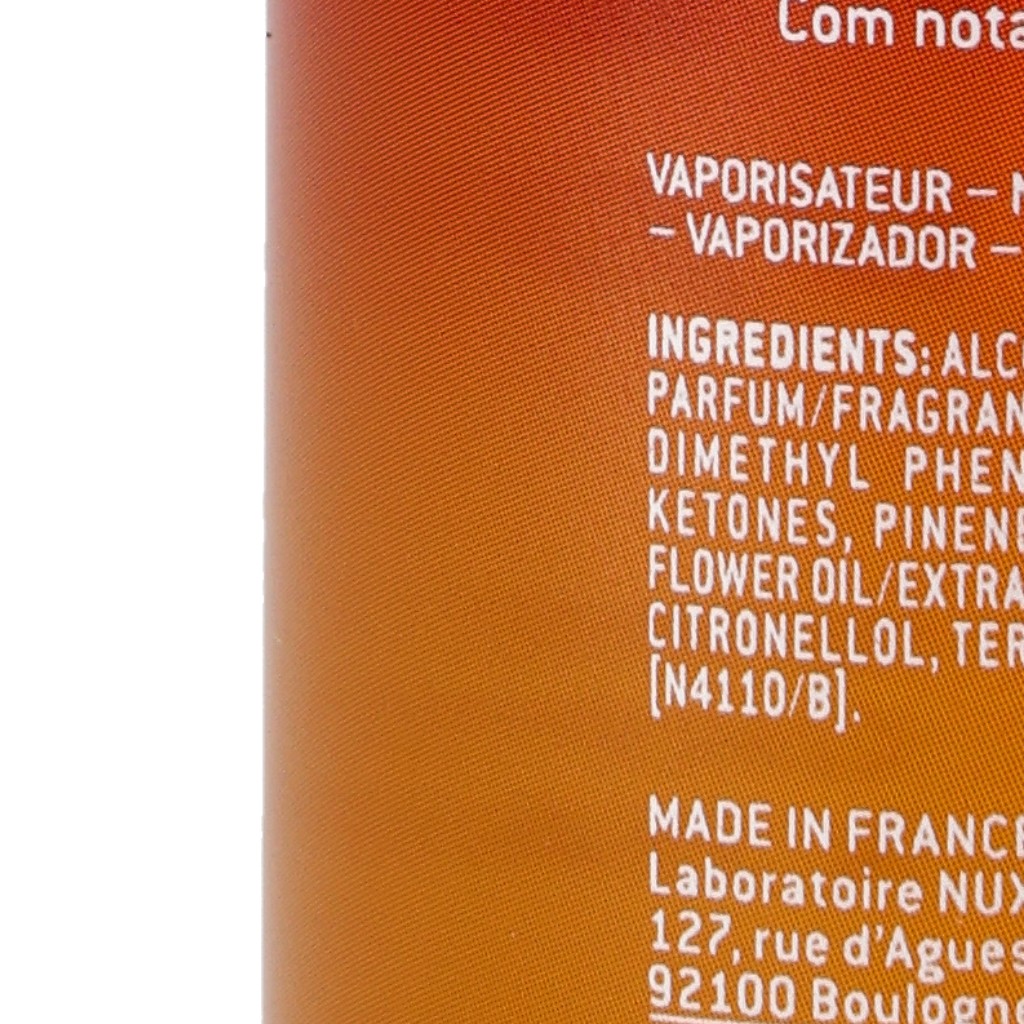 Com nota
VAPORISATEUR –
– VAPORIZADOR –
INGREDIENTS: ALC
PARFUM/FRAGRAN
DIMETHYL PHEN
KETONES, PINENE
FLOWER OIL/EXTRA
CITRONELLOL, TER
[N4110/B].
MADE IN FRANCE
Laboratoire NUX
127, rue d'Agues
92100 Boulogne